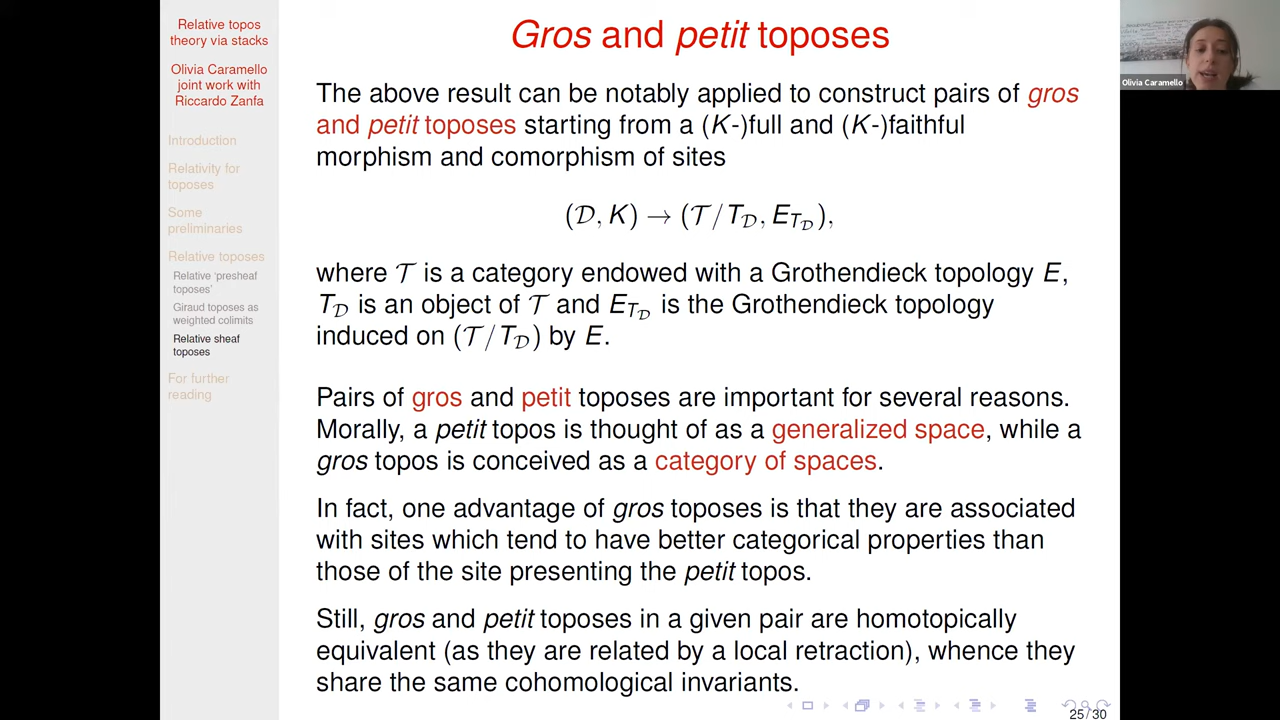 Relative topos
theory via stacks
Olivia Caramello
joint work with
Riccardo Zanfa
Introduction
Relativity for
toposes
Some
preliminaries
Relative toposes
Relative ‘presheaf
toposes’
Giraud toposes as
weighted colimits
Relative sheaf
toposes
For further
reading
Gros and petit toposes
The above result can be notably applied to construct pairs of gros
and petit toposes starting from a (K-)full and (K-)faithful
morphism and comorphism of sites
(𝒟, K) → (𝒯/T_𝒟, E_{T_𝒟}),
where 𝒯 is a category endowed with a Grothendieck topology E,
T_𝒟 is an object of 𝒯 and E_{T_𝒟} is the Grothendieck topology
induced on (𝒯/T_𝒟) by E.
Pairs of gros and petit toposes are important for several reasons.
Morally, a petit topos is thought of as a generalized space, while a
gros topos is conceived as a category of spaces.
In fact, one advantage of gros toposes is that they are associated
with sites which tend to have better categorical properties than
those of the site presenting the petit topos.
Still, gros and petit toposes in a given pair are homotopically
equivalent (as they are related by a local retraction), whence they
share the same cohomological invariants.
25/30
Olivia Caramello